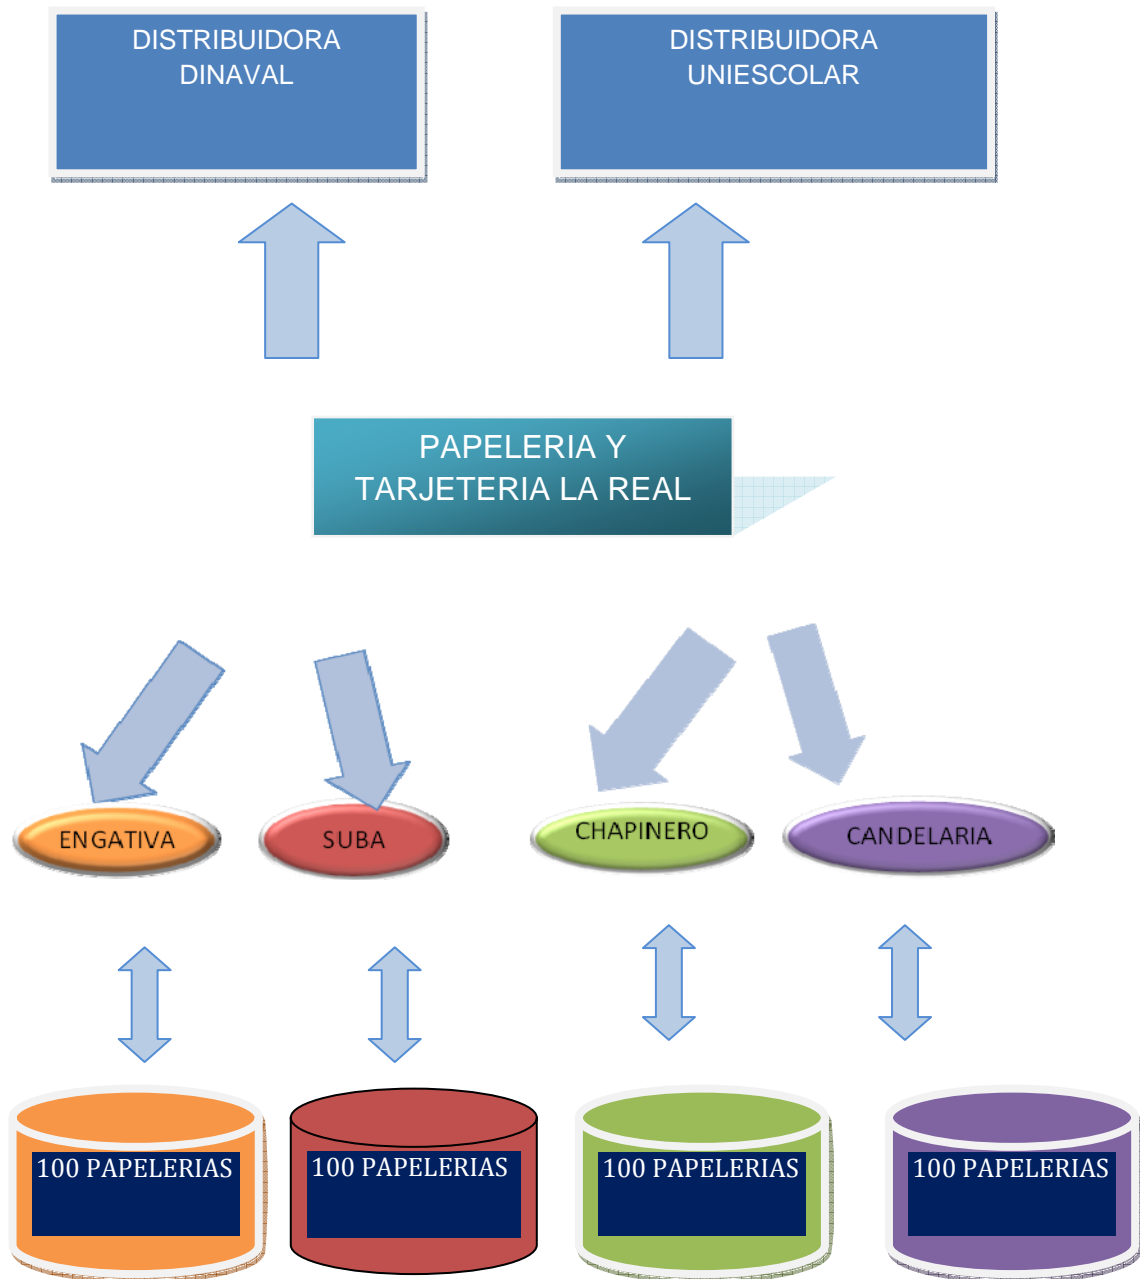 DISTRIBUIDORA
DINAVAL
DISTRIBUIDORA
UNIESCOLAR
PAPELERIA Y
TARJETERIA LA REAL
ENGATIVA
SUBA
CHAPINERO
CANDELARIA
100 PAPELERIAS
100 PAPELERIAS
100 PAPELERIAS
100 PAPELERIAS